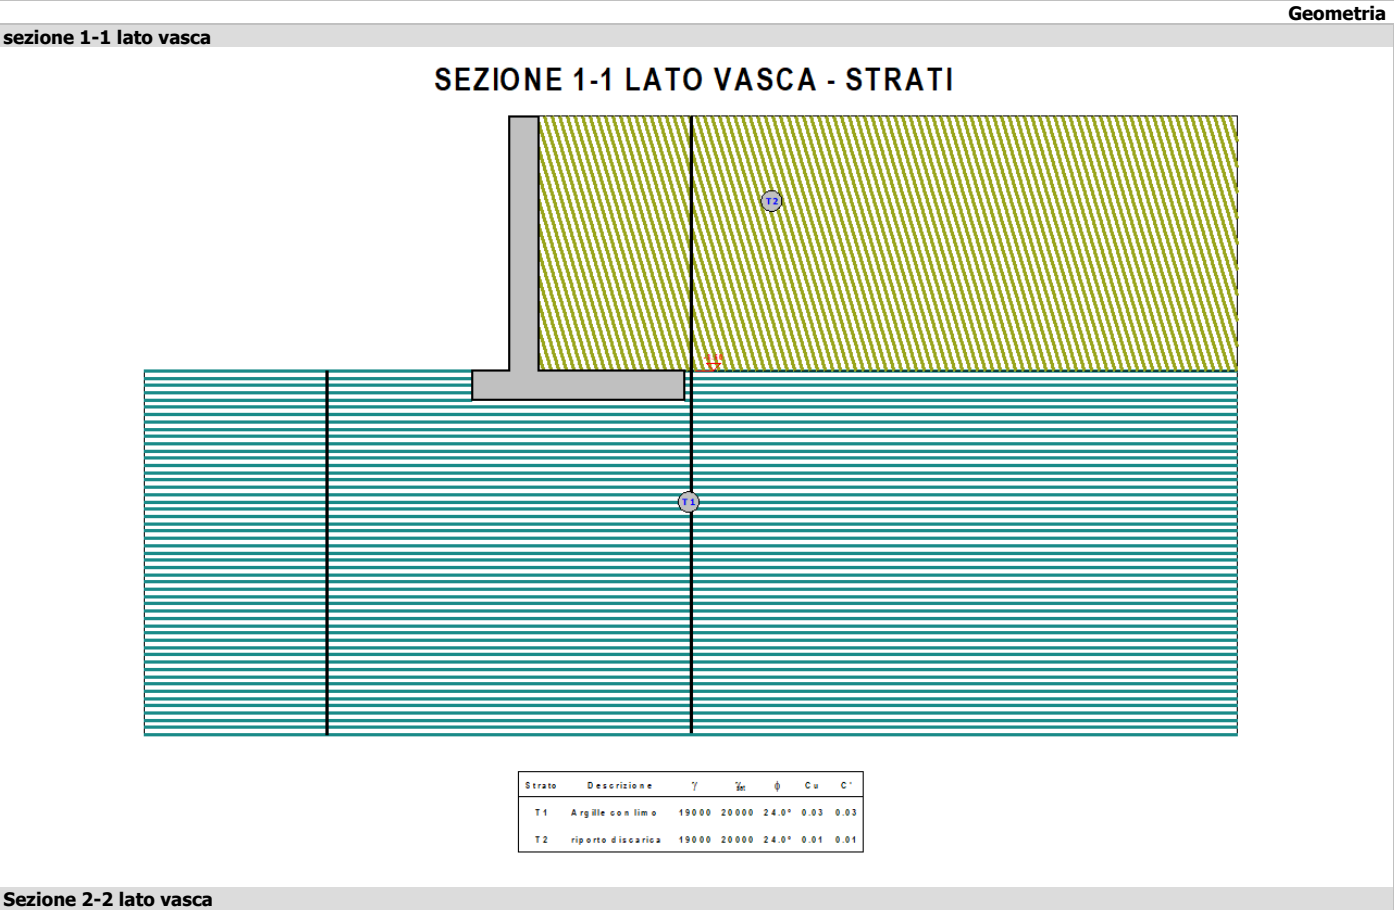 Geometria
sezione 1-1 lato vasca
SEZIONE 1-1 LATO VASCA - STRATI
T2
T1
Strato Descrizione γ γsat ϕ Cu C'
T1 Argille con limo 19000 20000 24.0° 0.03 0.03
T2 riporto discarica 19000 20000 24.0° 0.01 0.01
Sezione 2-2 lato vasca